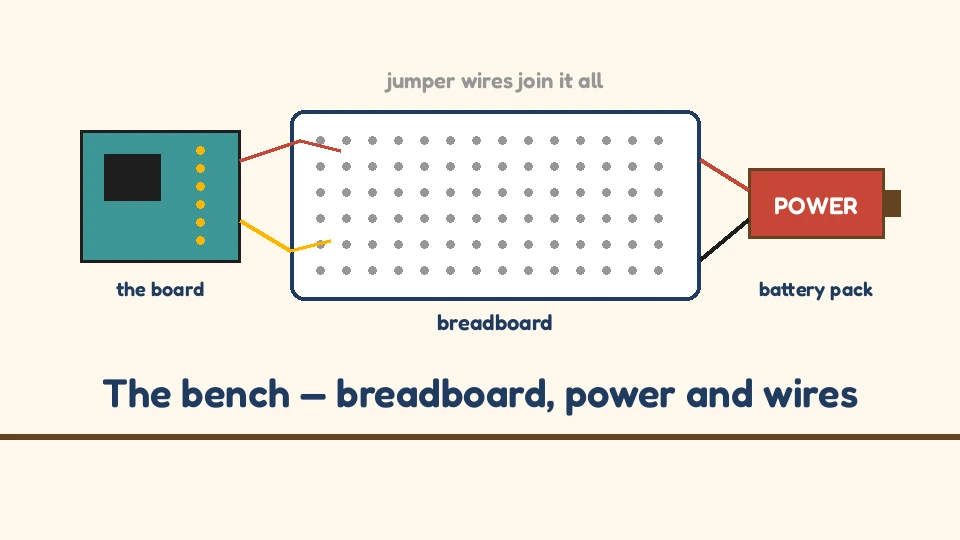 jumper wires join it all
POWER
the board
battery pack
breadboard
The bench — breadboard, power and wires